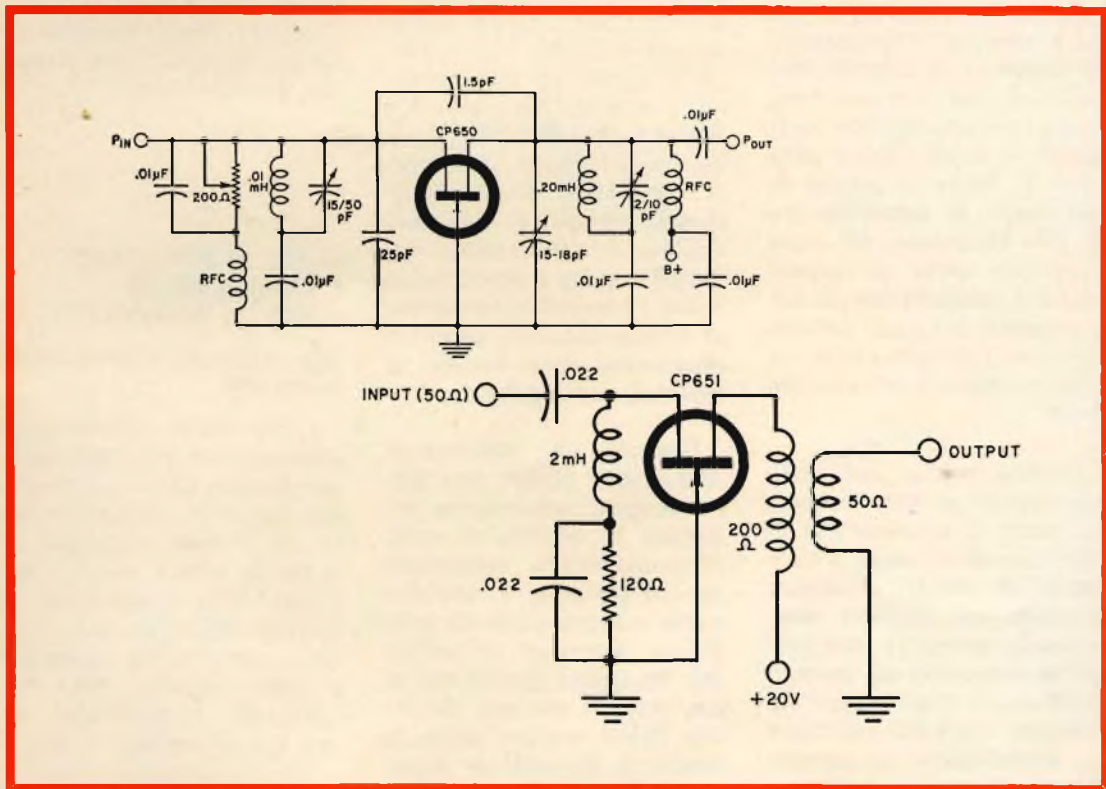 1.5pF
CP650
.01µF
PIN
POUT
.01µF
200Ω
.01
mH
15/50
pF
.20mH
2/10
pF
RFC
25pF
15-18pF
B+
RFC
.01µF
.01µF
.01µF
.022
CP651
INPUT (50Ω)
2mH
OUTPUT
50Ω
200
Ω
.022
120Ω
+20V